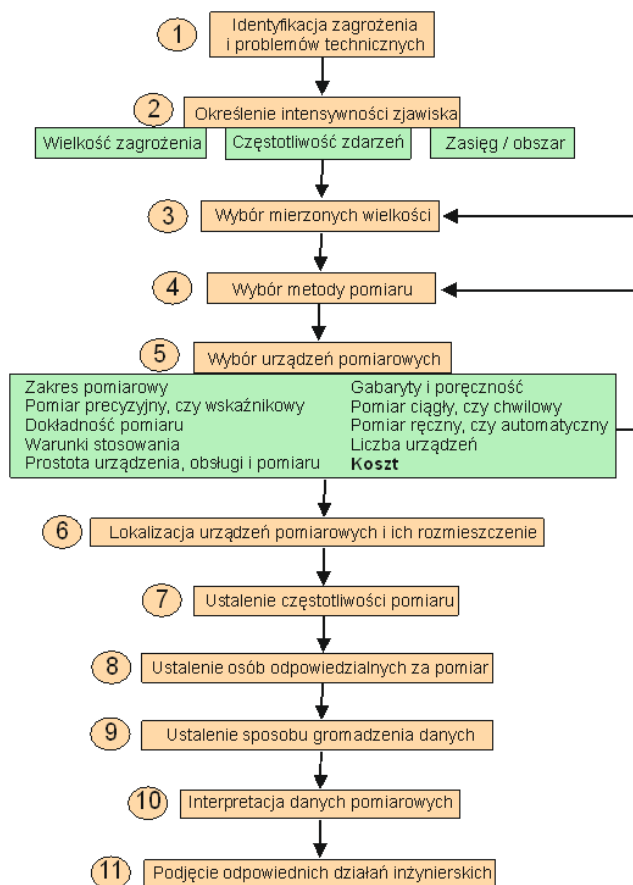 1
Identyfikacja zagrożenia
i problemów technicznych
2
Określenie intensywności zjawiska
Wielkość zagrożenia
Częstotliwość zdarzeń
Zasięg / obszar
3
Wybór mierzonych wielkości
4
Wybór metody pomiaru
5
Wybór urządzeń pomiarowych
Zakres pomiarowy
Pomiar precyzyjny, czy wskaźnikowy
Dokładność pomiaru
Warunki stosowania
Prostota urządzenia, obsługi i pomiaru
Gabaryty i poręczność
Pomiar ciągły, czy chwilowy
Pomiar ręczny, czy automatyczny
Liczba urządzeń
Koszt
6
Lokalizacja urządzeń pomiarowych i ich rozmieszczenie
7
Ustalenie częstotliwości pomiaru
8
Ustalenie osób odpowiedzialnych za pomiar
9
Ustalenie sposobu gromadzenia danych
10
Interpretacja danych pomiarowych
11
Podjęcie odpowiednich działań inżynierskich